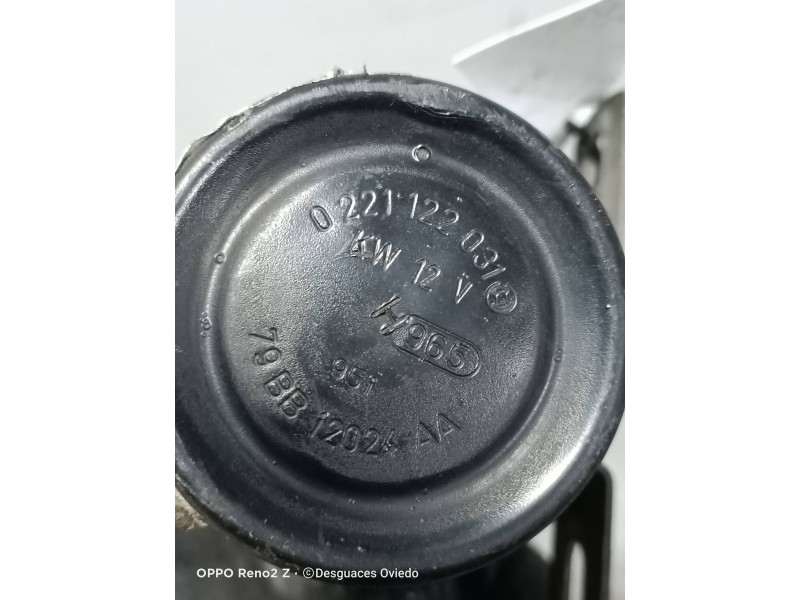 0 221 122 031
KW 12 V
965
951
79 BB 12024 AA
OPPO Reno2 Z • ©Desguaces Oviedo